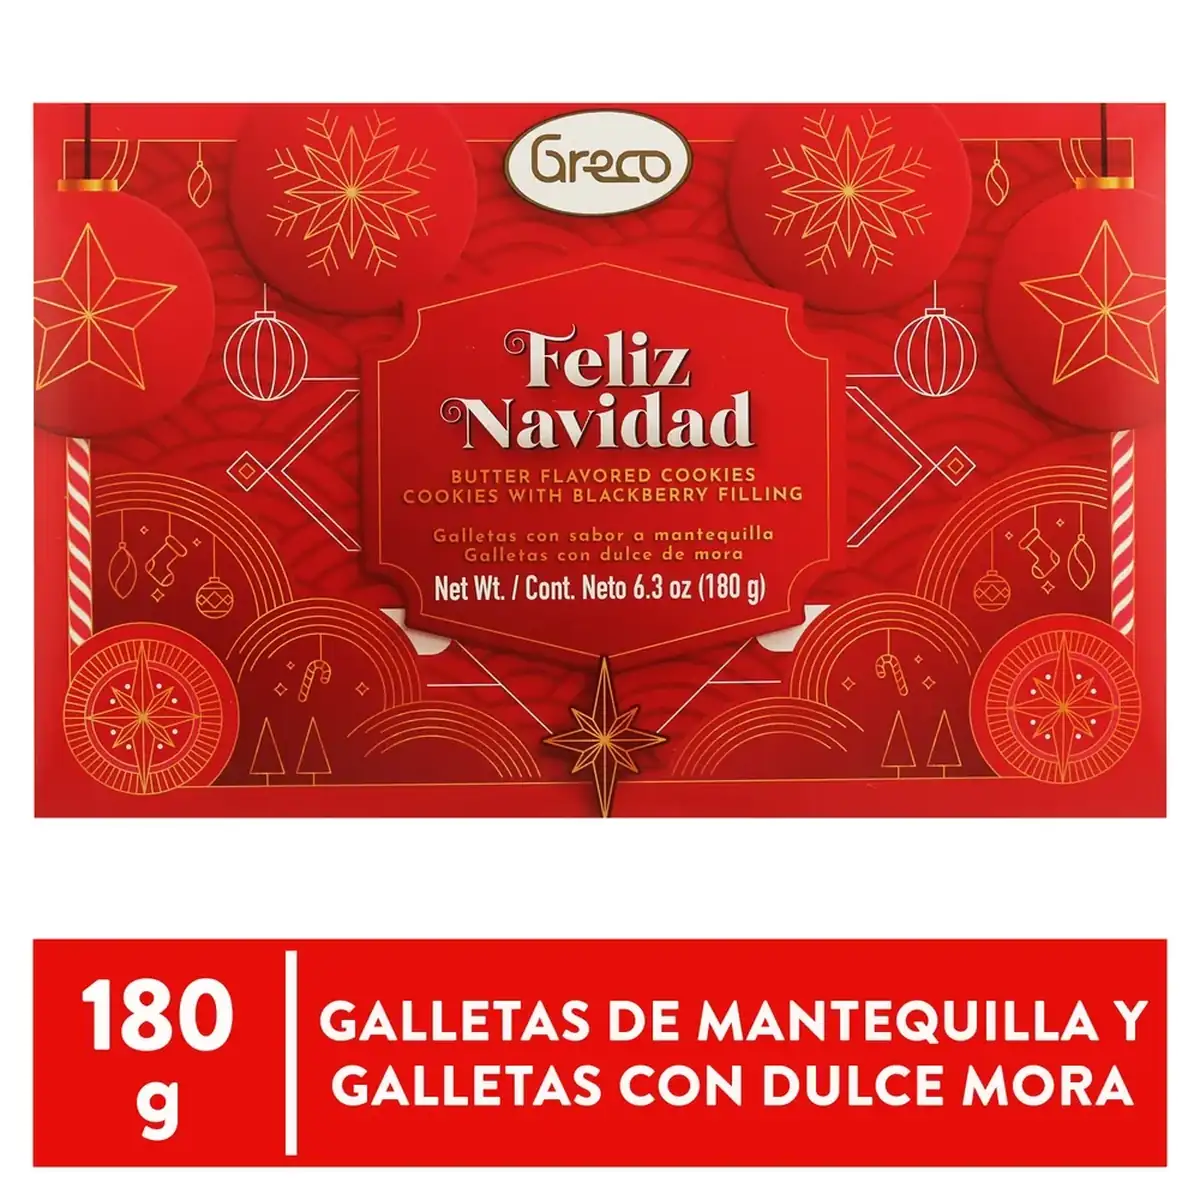 Greco
Feliz
Navidad
BUTTER FLAVORED COOKIES
COOKIES WITH BLACKBERRY FILLING
Galletas con sabor a mantequilla
Galletas con dulce de mora
Net Wt. / Cont. Neto 6.3 oz (180 g)
180
g
GALLETAS DE MANTEQUILLA Y
GALLETAS CON DULCE MORA